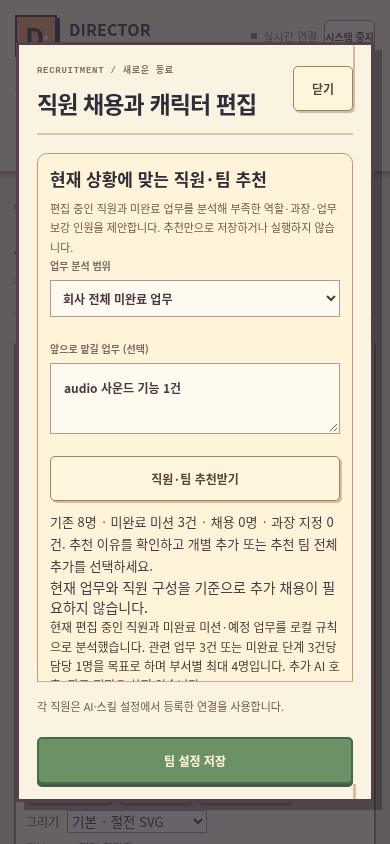 D
DIRECTOR
실시간 연결
시스템 중지
RECRUITMENT / 새로운 동료
직원 채용과 캐릭터 편집
닫기
현재 상황에 맞는 직원·팀 추천
편집 중인 직원과 미완료 업무를 분석해 부족한 역할·과장·업무
보강 인원을 제안합니다. 추천만으로 저장하거나 실행하지 않습
니다.
업무 분석 범위
회사 전체 미완료 업무
앞으로 맡길 업무 (선택)
audio 사운드 기능 1건
직원·팀 추천받기
기존 8명 · 미완료 미션 3건 · 채용 0명 · 과장 지정 0
건. 추천 이유를 확인하고 개별 추가 또는 추천 팀 전체
추가를 선택하세요.
현재 업무와 직원 구성을 기준으로 추가 채용이 필
요하지 않습니다.
현재 편집 중인 직원과 미완료 미션·예정 업무를 로컬 규칙
으로 분석했습니다. 관련 업무 3건 또는 미완료 단계 3건당
담당 1명을 목표로 하며 부서별 최대 4명입니다. 추가 AI 호
각 직원은 AI·스킬 설정에서 등록한 연결을 사용합니다.
팀 설정 저장
그리기
기본 · 절전 SVG